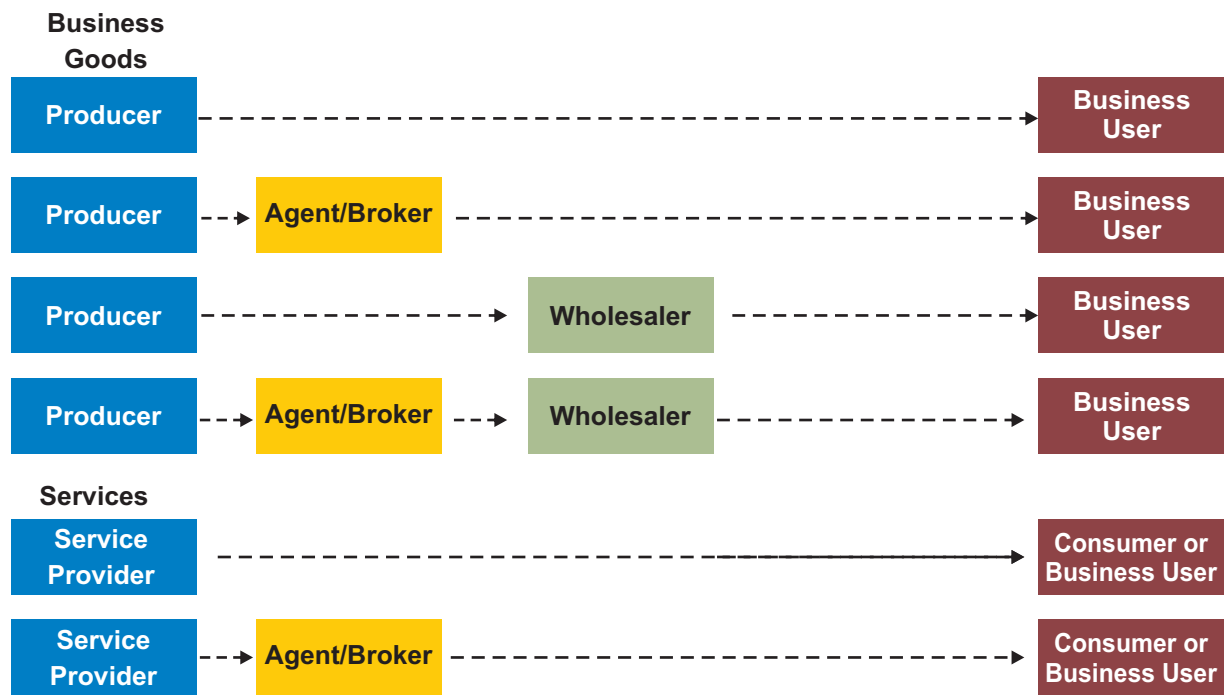 Business
Goods
Producer
Business
User
Producer
Agent/Broker
Business
User
Producer
Wholesaler
Business
User
Producer
Agent/Broker
Wholesaler
Business
User
Services
Service
Provider
Consumer or
Business User
Service
Provider
Agent/Broker
Consumer or
Business User